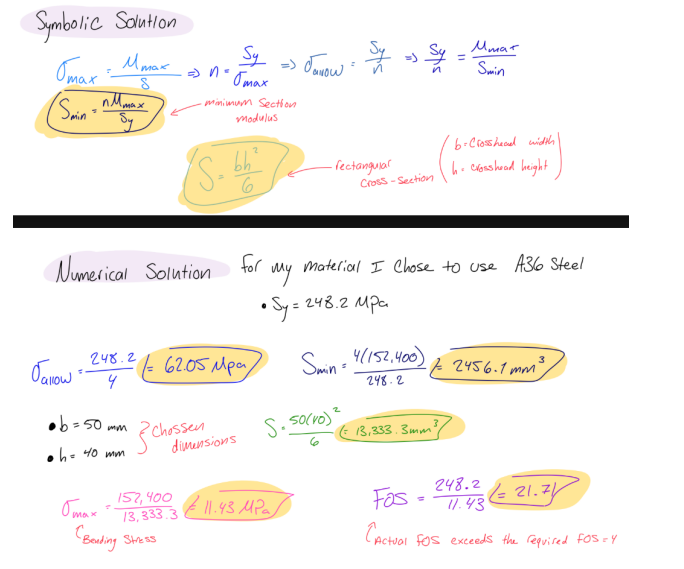 Symbolic Solution
σmax = Mmax/S => n = Sy/σmax => σallow = Sy/n => Sy/n = Mmax/Smin
Smin = nMmax/Sy
minimum Section
modulus
S = bh²/6
rectangular
cross-section
(b = Crosshead width
h = crosshead height)
Numerical Solution
for my material I chose to use A36 Steel
• Sy = 248.2 MPa
σallow = 248.2/4 = 62.05 Mpa
Smin = 4(152,400)/248.2 = 2456.1 mm³
• b = 50 mm
• h = 40 mm
} Chossen
dimensions
S = 50(40)²/6 = 13,333.3mm³
σmax = 152,400/13,333.3 = 11.43 MPa
Bending Stress
FOS = 248.2/11.43 = 21.71
Actual FOS exceeds the required FOS = 4